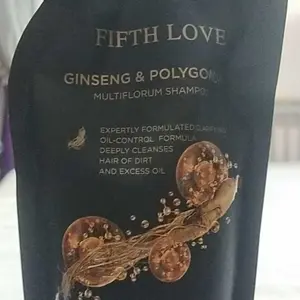 FIFTH LOVE
GINSENG & POLYGON
MULTIFLORUM SHAMPO
EXPERTLY FORMULATED
OIL-CONTROL FORMULA
DEEPLY CLEANSES
HAIR OF DIRT
AND EXCESS OIL